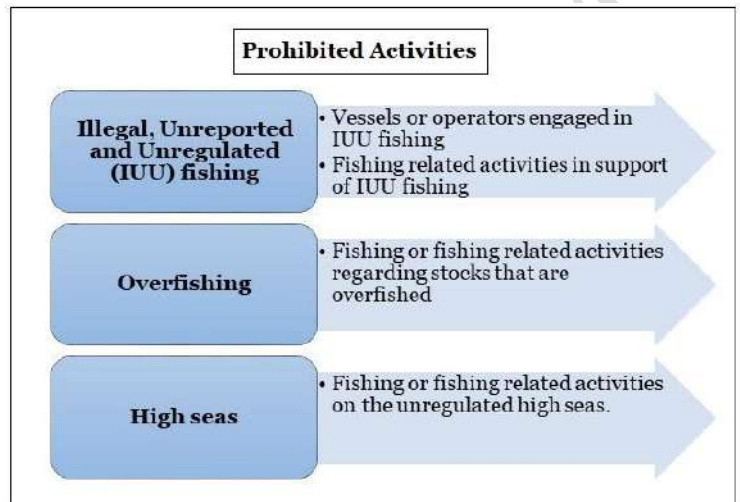 Prohibited Activities
Illegal, Unreported
and Unregulated
(IUU) fishing
• Vessels or operators engaged in
IUU fishing
• Fishing related activities in support
of IUU fishing
Overfishing
• Fishing or fishing related activities
regarding stocks that are
overfished
High seas
• Fishing or fishing related activities
on the unregulated high seas.